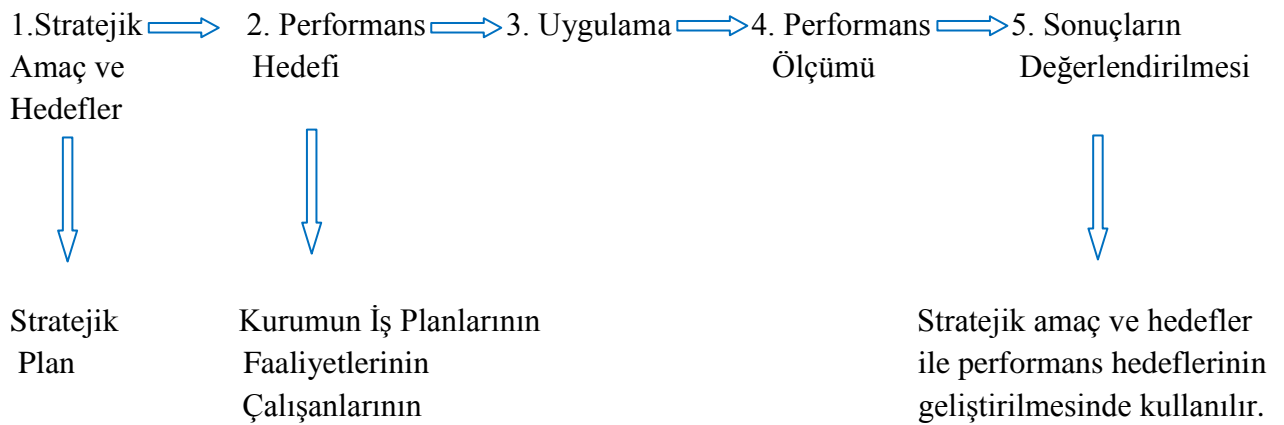 1.Stratejik 2. Performans 3. Uygulama 4. Performans 5. Sonuçların
Amaç ve Hedefi Ölçümü Değerlendirilmesi
Hedefler
Stratejik Kurumun İş Planlarının Stratejik amaç ve hedefler
Plan Faaliyetlerinin ile performans hedeflerinin
Çalışanlarının geliştirilmesinde kullanılır.